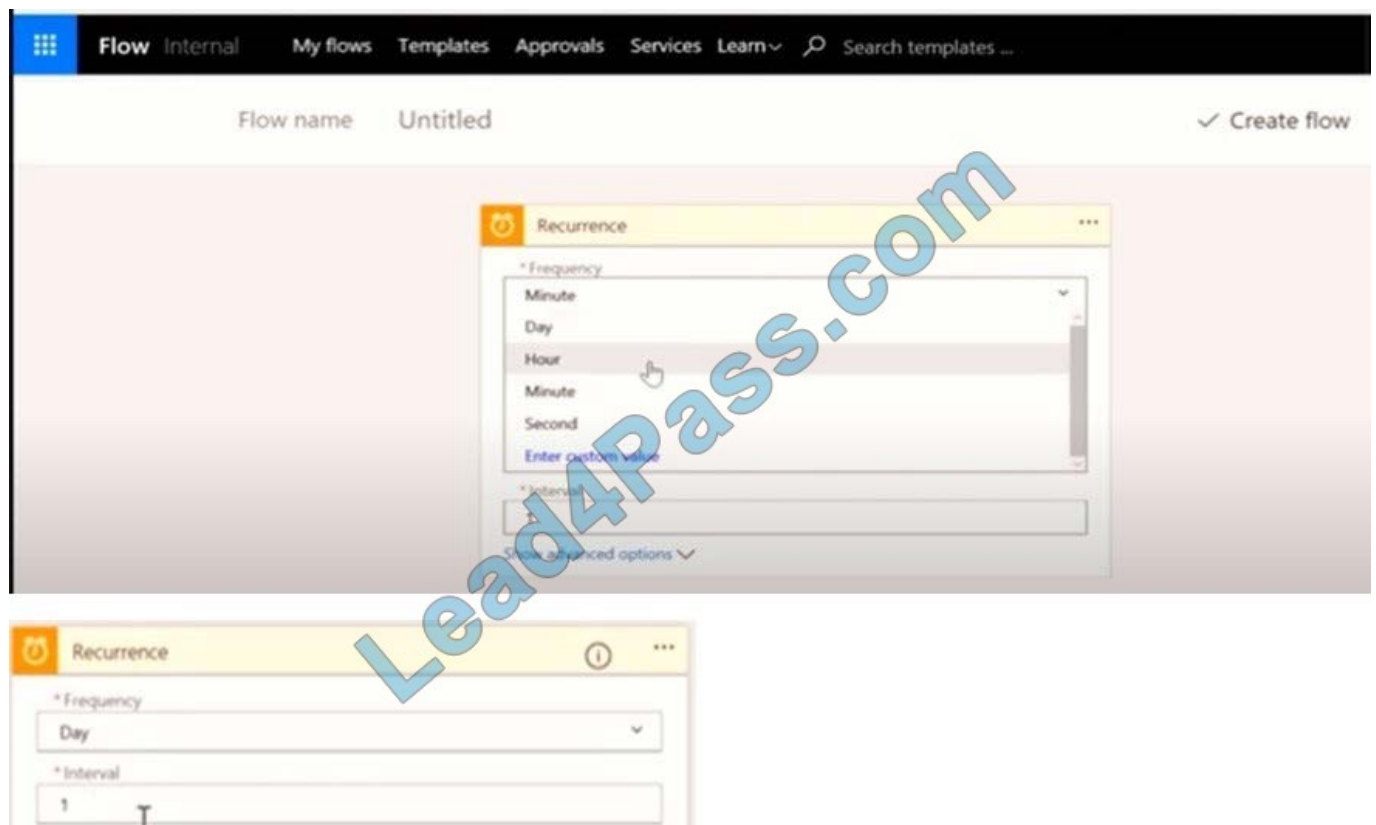 Flow Internal My flows Templates Approvals Services Learn Search templates ...
Flow name Untitled Create flow
Recurrence
* Frequency
Minute
Day
Hour
Minute
Second
Enter custom value
* Interval
1
Show advanced options
Lead4Pass.com
Recurrence
* Frequency
Day
* Interval
1